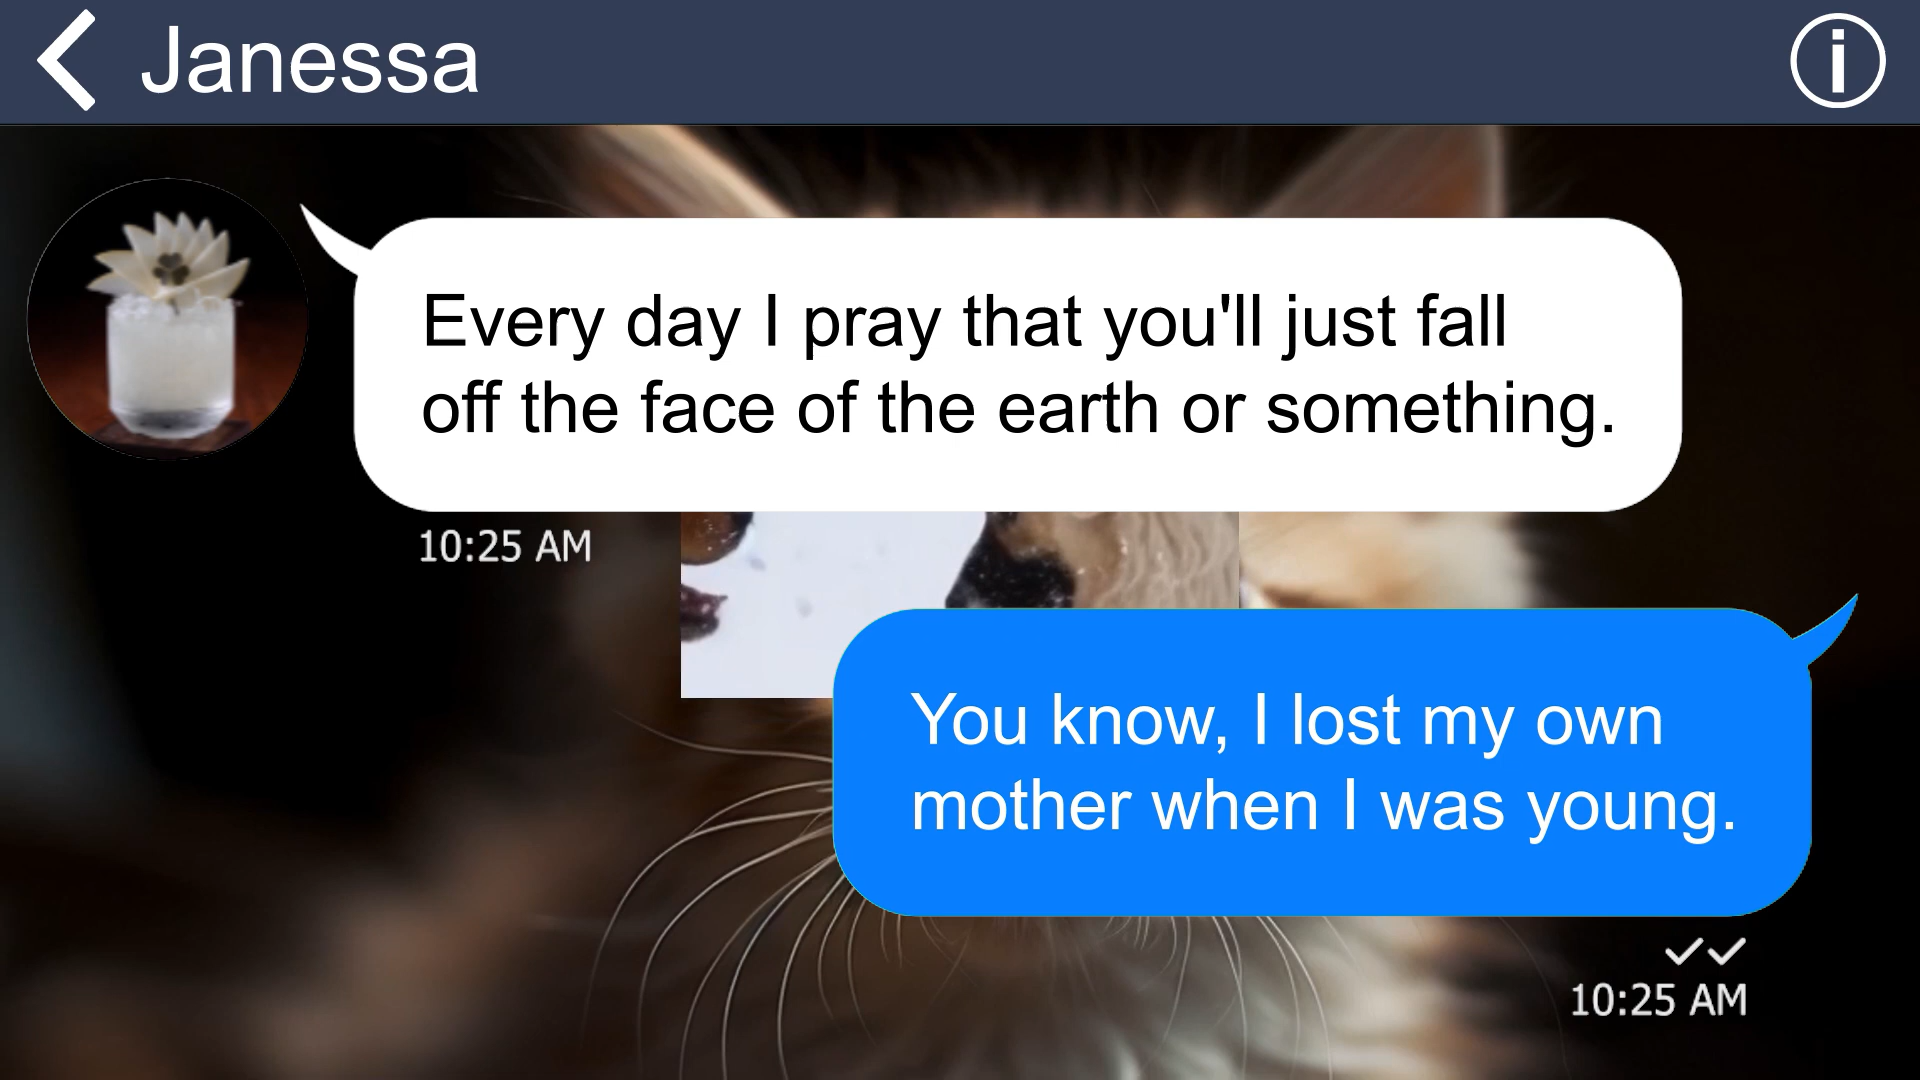 Janessa
Every day I pray that you'll just fall
off the face of the earth or something.
10:25 AM
You know, I lost my own
mother when I was young.
10:25 AM